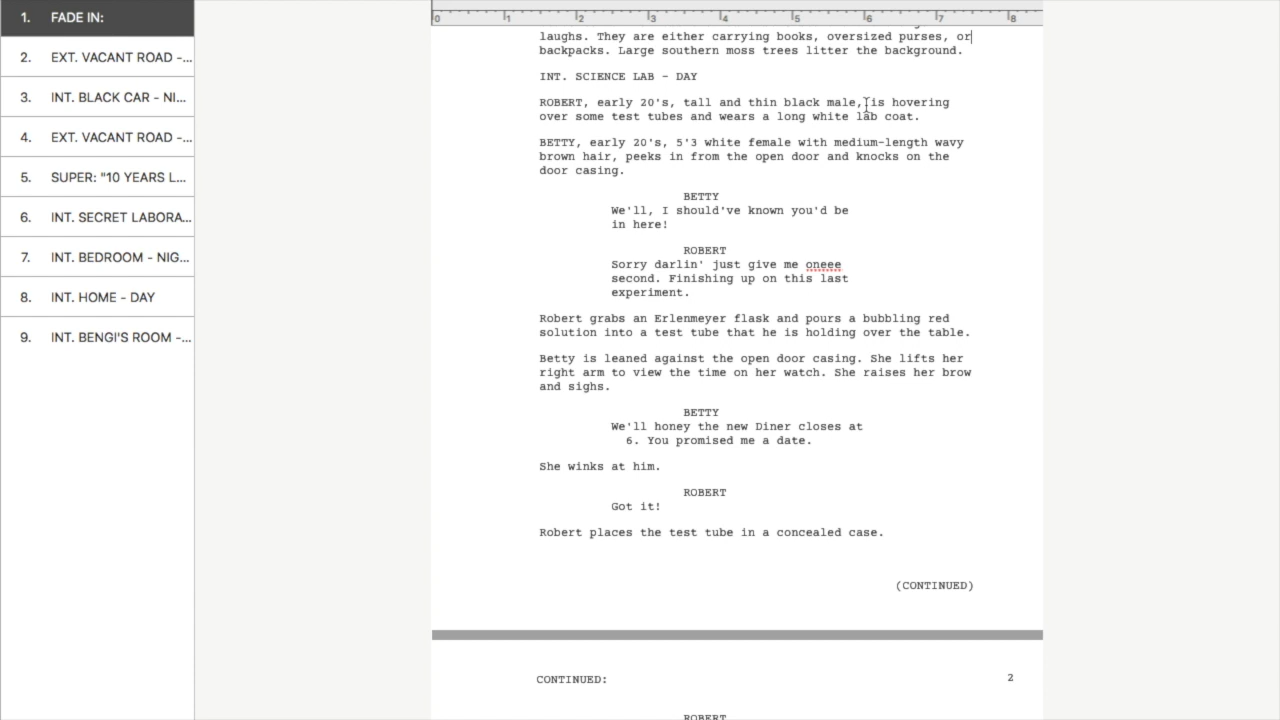 1. FADE IN:
2. EXT. VACANT ROAD -...
3. INT. BLACK CAR - NI...
4. EXT. VACANT ROAD -...
5. SUPER: "10 YEARS L...
6. INT. SECRET LABORA...
7. INT. BEDROOM - NIG...
8. INT. HOME - DAY
9. INT. BENGI'S ROOM -...
0 1 2 3 4 5 6 7 8
laughs. They are either carrying books, oversized purses, or
backpacks. Large southern moss trees litter the background.
INT. SCIENCE LAB - DAY
ROBERT, early 20's, tall and thin black male, is hovering
over some test tubes and wears a long white lab coat.
BETTY, early 20's, 5'3 white female with medium-length wavy
brown hair, peeks in from the open door and knocks on the
door casing.
BETTY
We'll, I should've known you'd be
in here!
ROBERT
Sorry darlin' just give me oneee
second. Finishing up on this last
experiment.
Robert grabs an Erlenmeyer flask and pours a bubbling red
solution into a test tube that he is holding over the table.
Betty is leaned against the open door casing. She lifts her
right arm to view the time on her watch. She raises her brow
and sighs.
BETTY
We'll honey the new Diner closes at
6. You promised me a date.
She winks at him.
ROBERT
Got it!
Robert places the test tube in a concealed case.
(CONTINUED)
CONTINUED: 2
ROBERT